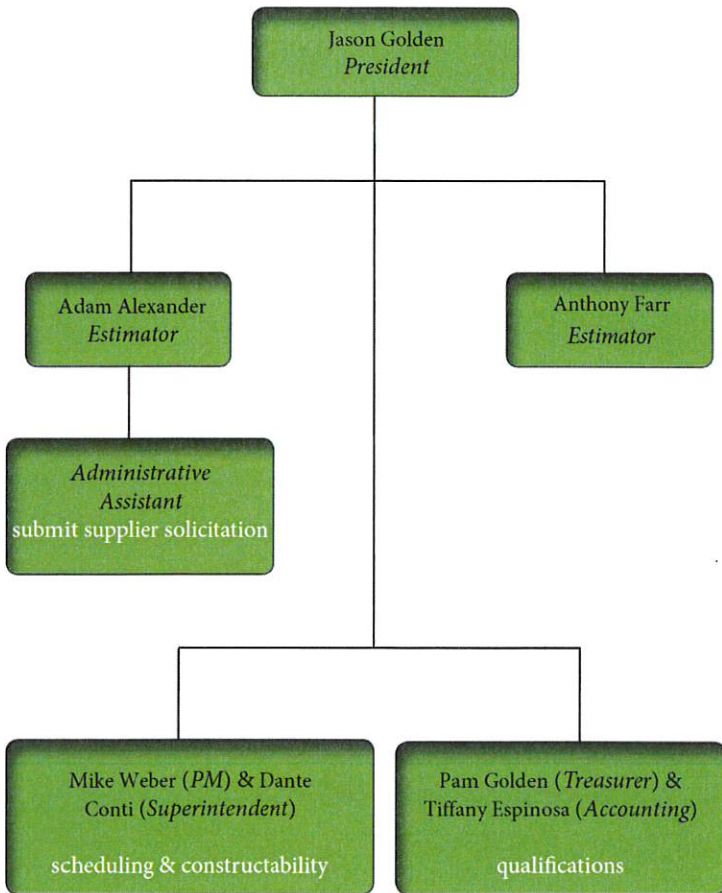 Jason Golden
President
Adam Alexander
Estimator
Anthony Farr
Estimator
Administrative
Assistant
submit supplier solicitation
Mike Weber (PM) & Dante
Conti (Superintendent)
scheduling & constructability
Pam Golden (Treasurer) &
Tiffany Espinosa (Accounting)
qualifications